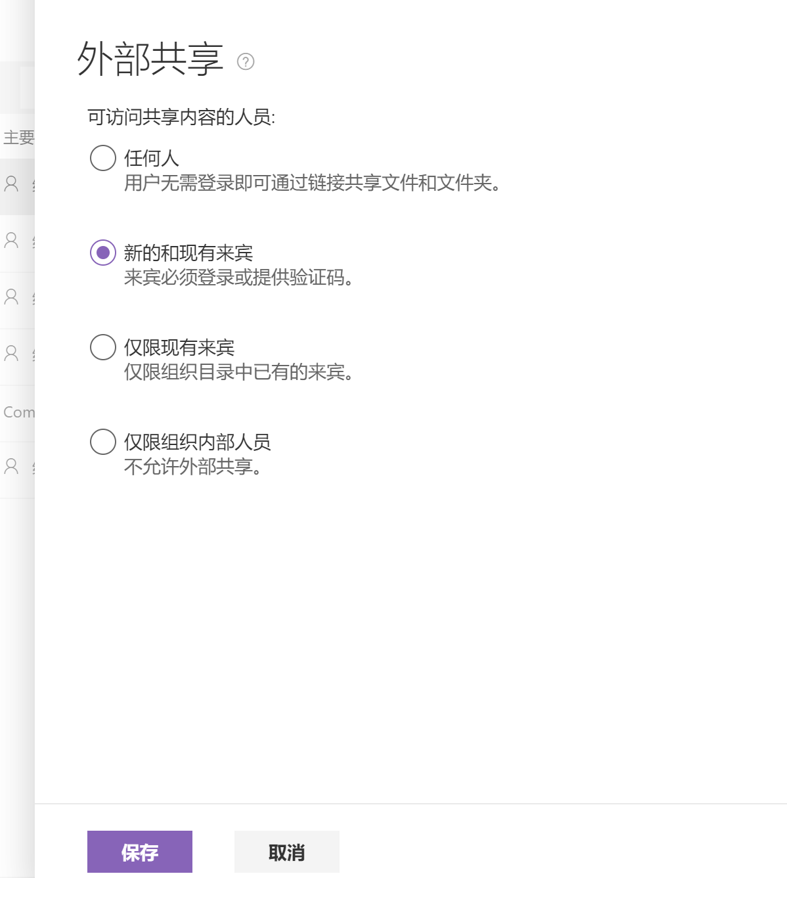 外部共享 ?
可访问共享内容的人员:
任何人
用户无需登录即可通过链接共享文件和文件夹。
主要
新的和现有来宾
来宾必须登录或提供验证码。
仅限现有来宾
仅限组织目录中已有的来宾。
Com
仅限组织内部人员
不允许外部共享。
保存
取消